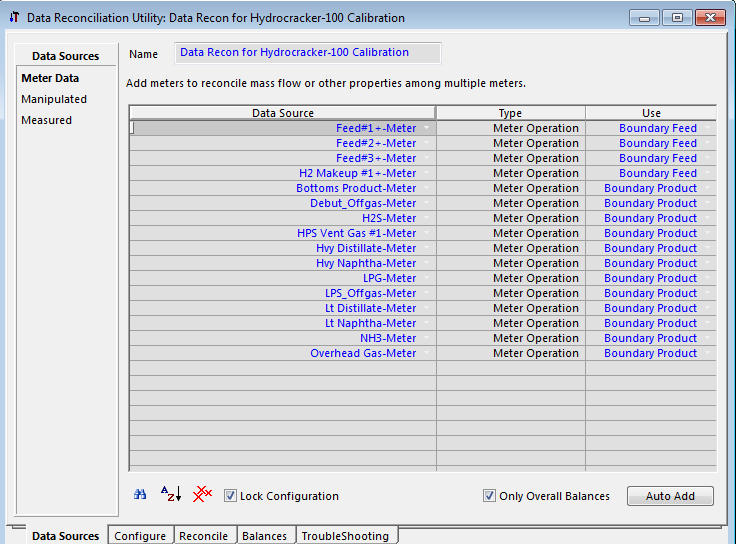 Data Reconciliation Utility: Data Recon for Hydrocracker-100 Calibration
Data Sources
Meter Data
Manipulated
Measured
Name Data Recon for Hydrocracker-100 Calibration
Add meters to reconcile mass flow or other properties among multiple meters.
Data Source Type Use
Feed#1+-Meter Meter Operation Boundary Feed
Feed#2+-Meter Meter Operation Boundary Feed
Feed#3+-Meter Meter Operation Boundary Feed
H2 Makeup #1+-Meter Meter Operation Boundary Feed
Bottoms Product-Meter Meter Operation Boundary Product
Debut_Offgas-Meter Meter Operation Boundary Product
H2S-Meter Meter Operation Boundary Product
HPS Vent Gas #1-Meter Meter Operation Boundary Product
Hvy Distillate-Meter Meter Operation Boundary Product
Hvy Naphtha-Meter Meter Operation Boundary Product
LPG-Meter Meter Operation Boundary Product
LPS_Offgas-Meter Meter Operation Boundary Product
Lt Distillate-Meter Meter Operation Boundary Product
Lt Naphtha-Meter Meter Operation Boundary Product
NH3-Meter Meter Operation Boundary Product
Overhead Gas-Meter Meter Operation Boundary Product
AZ Lock Configuration Only Overall Balances Auto Add
Data Sources Configure Reconcile Balances TroubleShooting